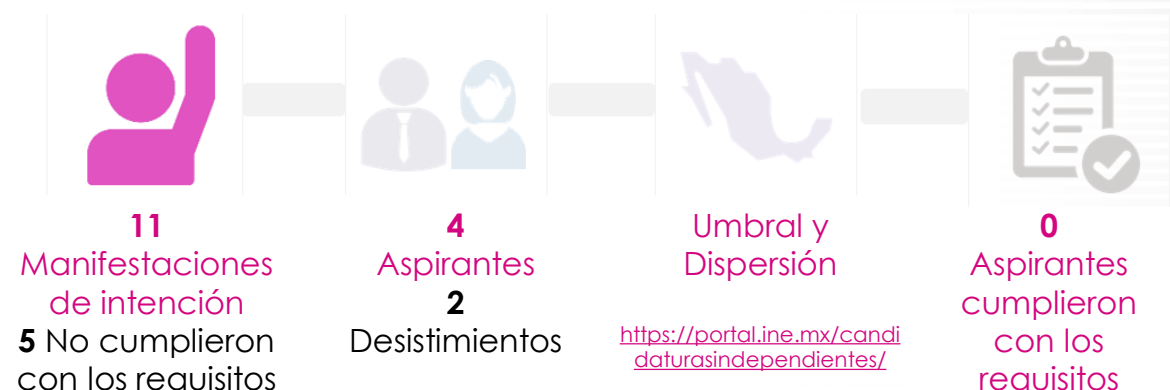 11
Manifestaciones
de intención
5 No cumplieron
con los requisitos
4
Aspirantes
2
Desistimientos
Umbral y
Dispersión
https://portal.ine.mx/candi
daturasindependientes/
0
Aspirantes
cumplieron
con los
requisitos